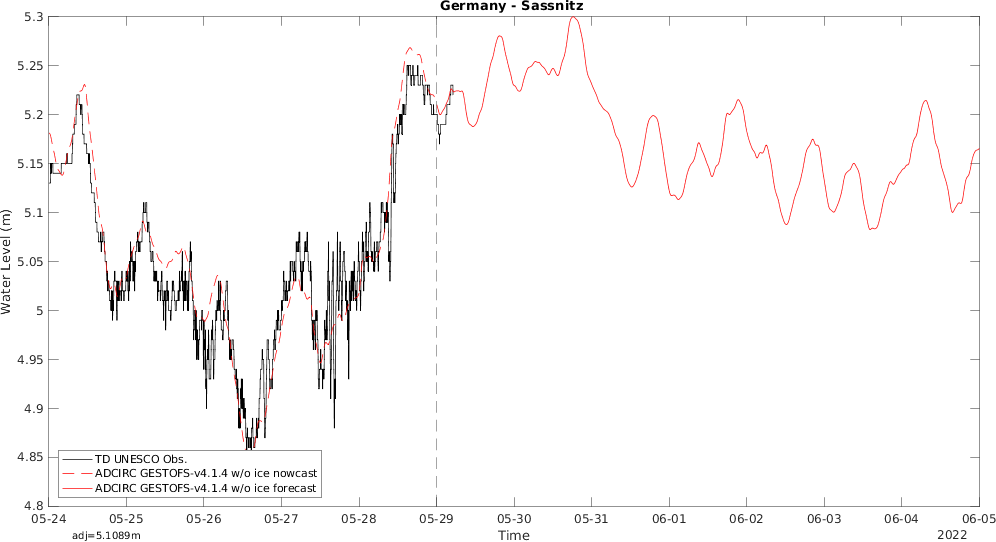 Germany - Sassnitz
5.3
5.25
5.2
5.15
5.1
5.05
5
4.95
4.9
4.85
4.8
Water Level (m)
TD UNESCO Obs.
ADCIRC GESTOFS-v4.1.4 w/o ice nowcast
ADCIRC GESTOFS-v4.1.4 w/o ice forecast
05-24 05-25 05-26 05-27 05-28 05-29 05-30 05-31 06-01 06-02 06-03 06-04 06-05
adj=5.1089m Time 2022